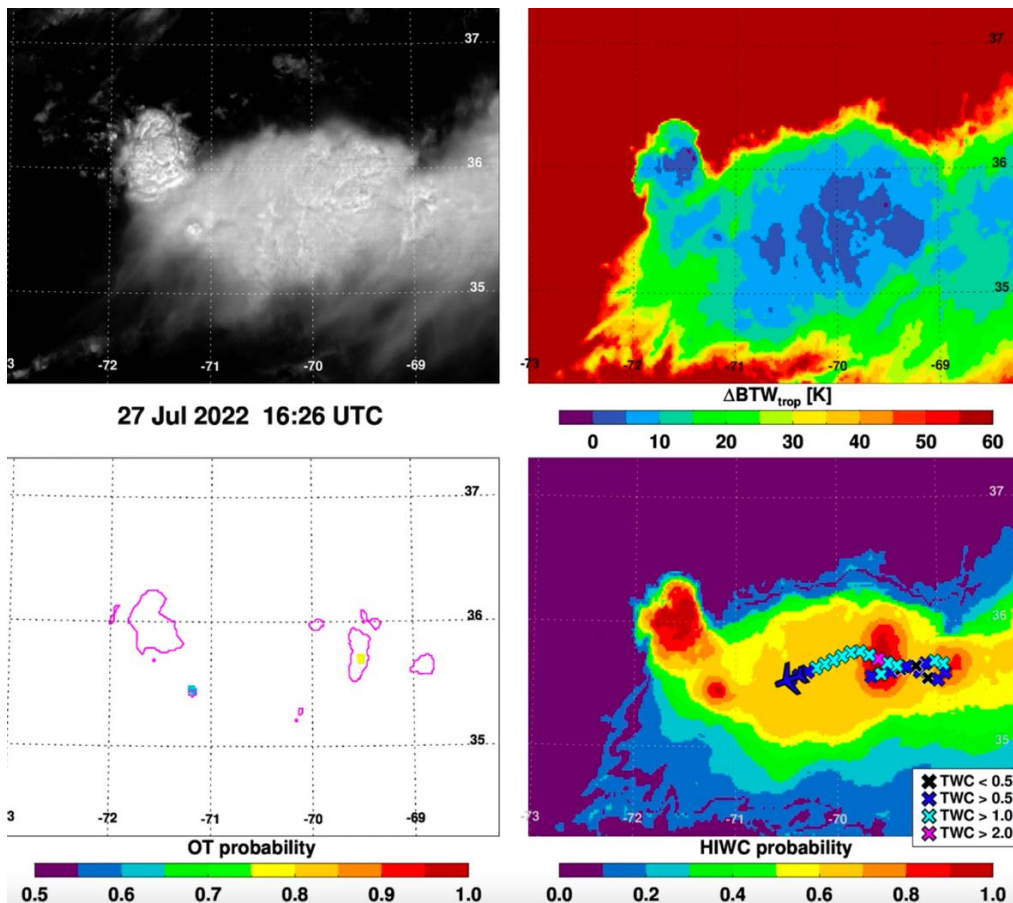 37
36
35
3 -72 -71 -70 -69
37
36
35
-73 -72 -71 -70 -69
27 Jul 2022 16:26 UTC
ΔBTWtrop [K]
0 10 20 30 40 50 60
37
36
35
3 -72 -71 -70 -69
37
36
35
-73 -72 -71 -70
TWC < 0.5
TWC > 0.5
TWC > 1.0
TWC > 2.0
OT probability
0.5 0.6 0.7 0.8 0.9 1.0
HIWC probability
0.0 0.2 0.4 0.6 0.8 1.0